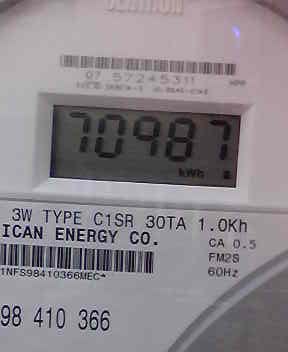 07 57245311
70987
kWh
3W TYPE C1SR 30TA 1.0Kh
ICAN ENERGY CO.
CA 0.5
FM2S
60Hz
1NFS98410366MEC*
98 410 366